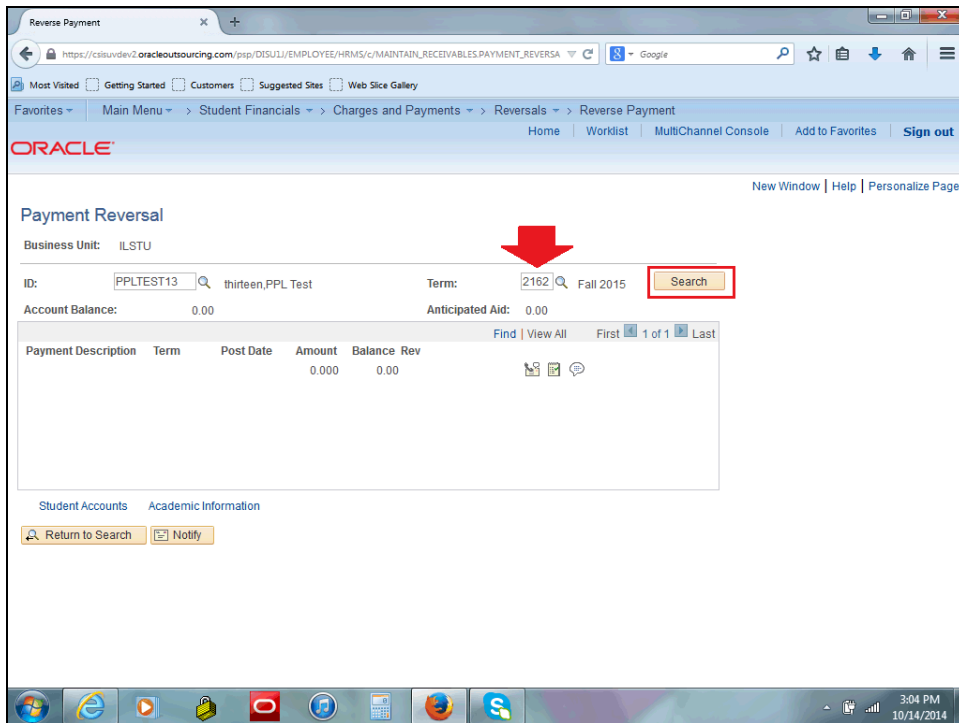 Reverse Payment × +
https://csisuvdev2.oracleoutsourcing.com/psp/DISU1J/EMPLOYEE/HRMS/c/MAINTAIN_RECEIVABLES.PAYMENT_REVERSA
8 Google
Most Visited Getting Started Customers Suggested Sites Web Slice Gallery
Favorites Main Menu > Student Financials > Charges and Payments > Reversals > Reverse Payment
Home Worklist MultiChannel Console Add to Favorites Sign out
ORACLE
New Window | Help | Personalize Page
Payment Reversal
Business Unit: ILSTU
ID: PPLTEST13 thirteen,PPL Test Term: 2162 Fall 2015 Search
Account Balance: 0.00 Anticipated Aid: 0.00
Find | View All First 1 of 1 Last
Payment Description Term Post Date Amount Balance Rev
0.000 0.00
Student Accounts Academic Information
Return to Search Notify
3:04 PM
10/14/2014